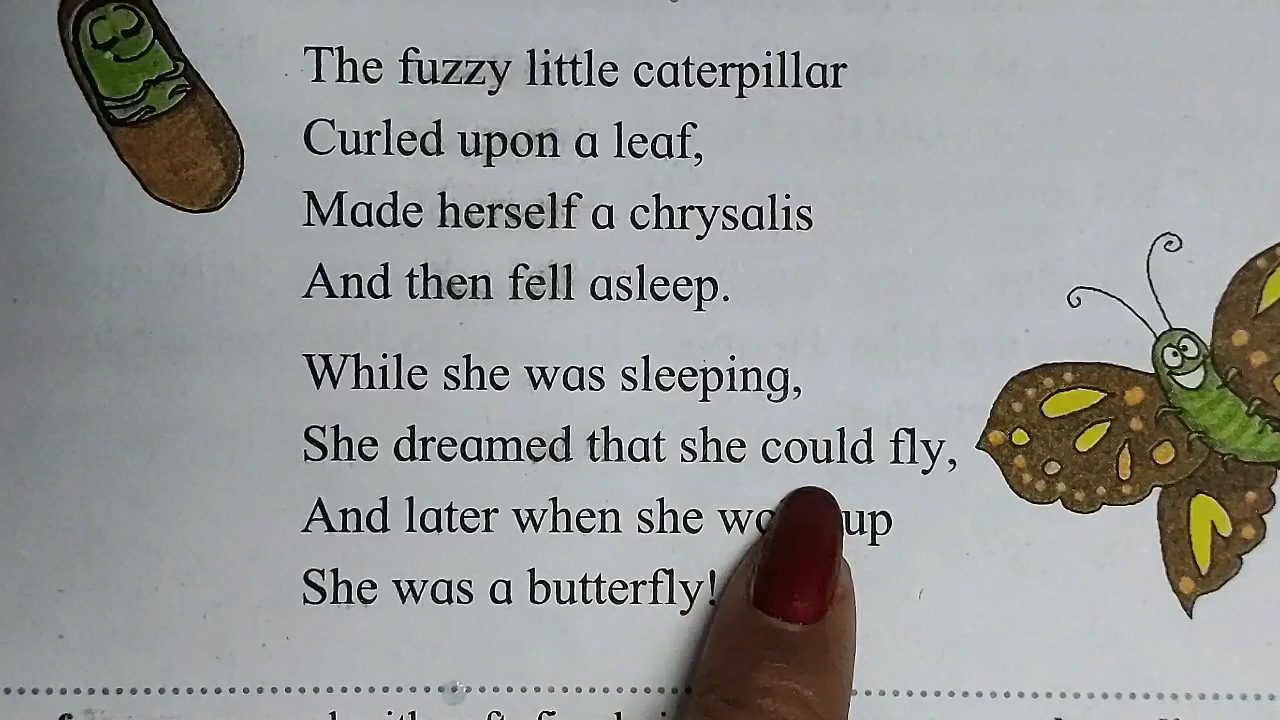 The fuzzy little caterpillar
Curled upon a leaf,
Made herself a chrysalis
And then fell asleep.
While she was sleeping,
She dreamed that she could fly,
And later when she up
She was a butterfly!